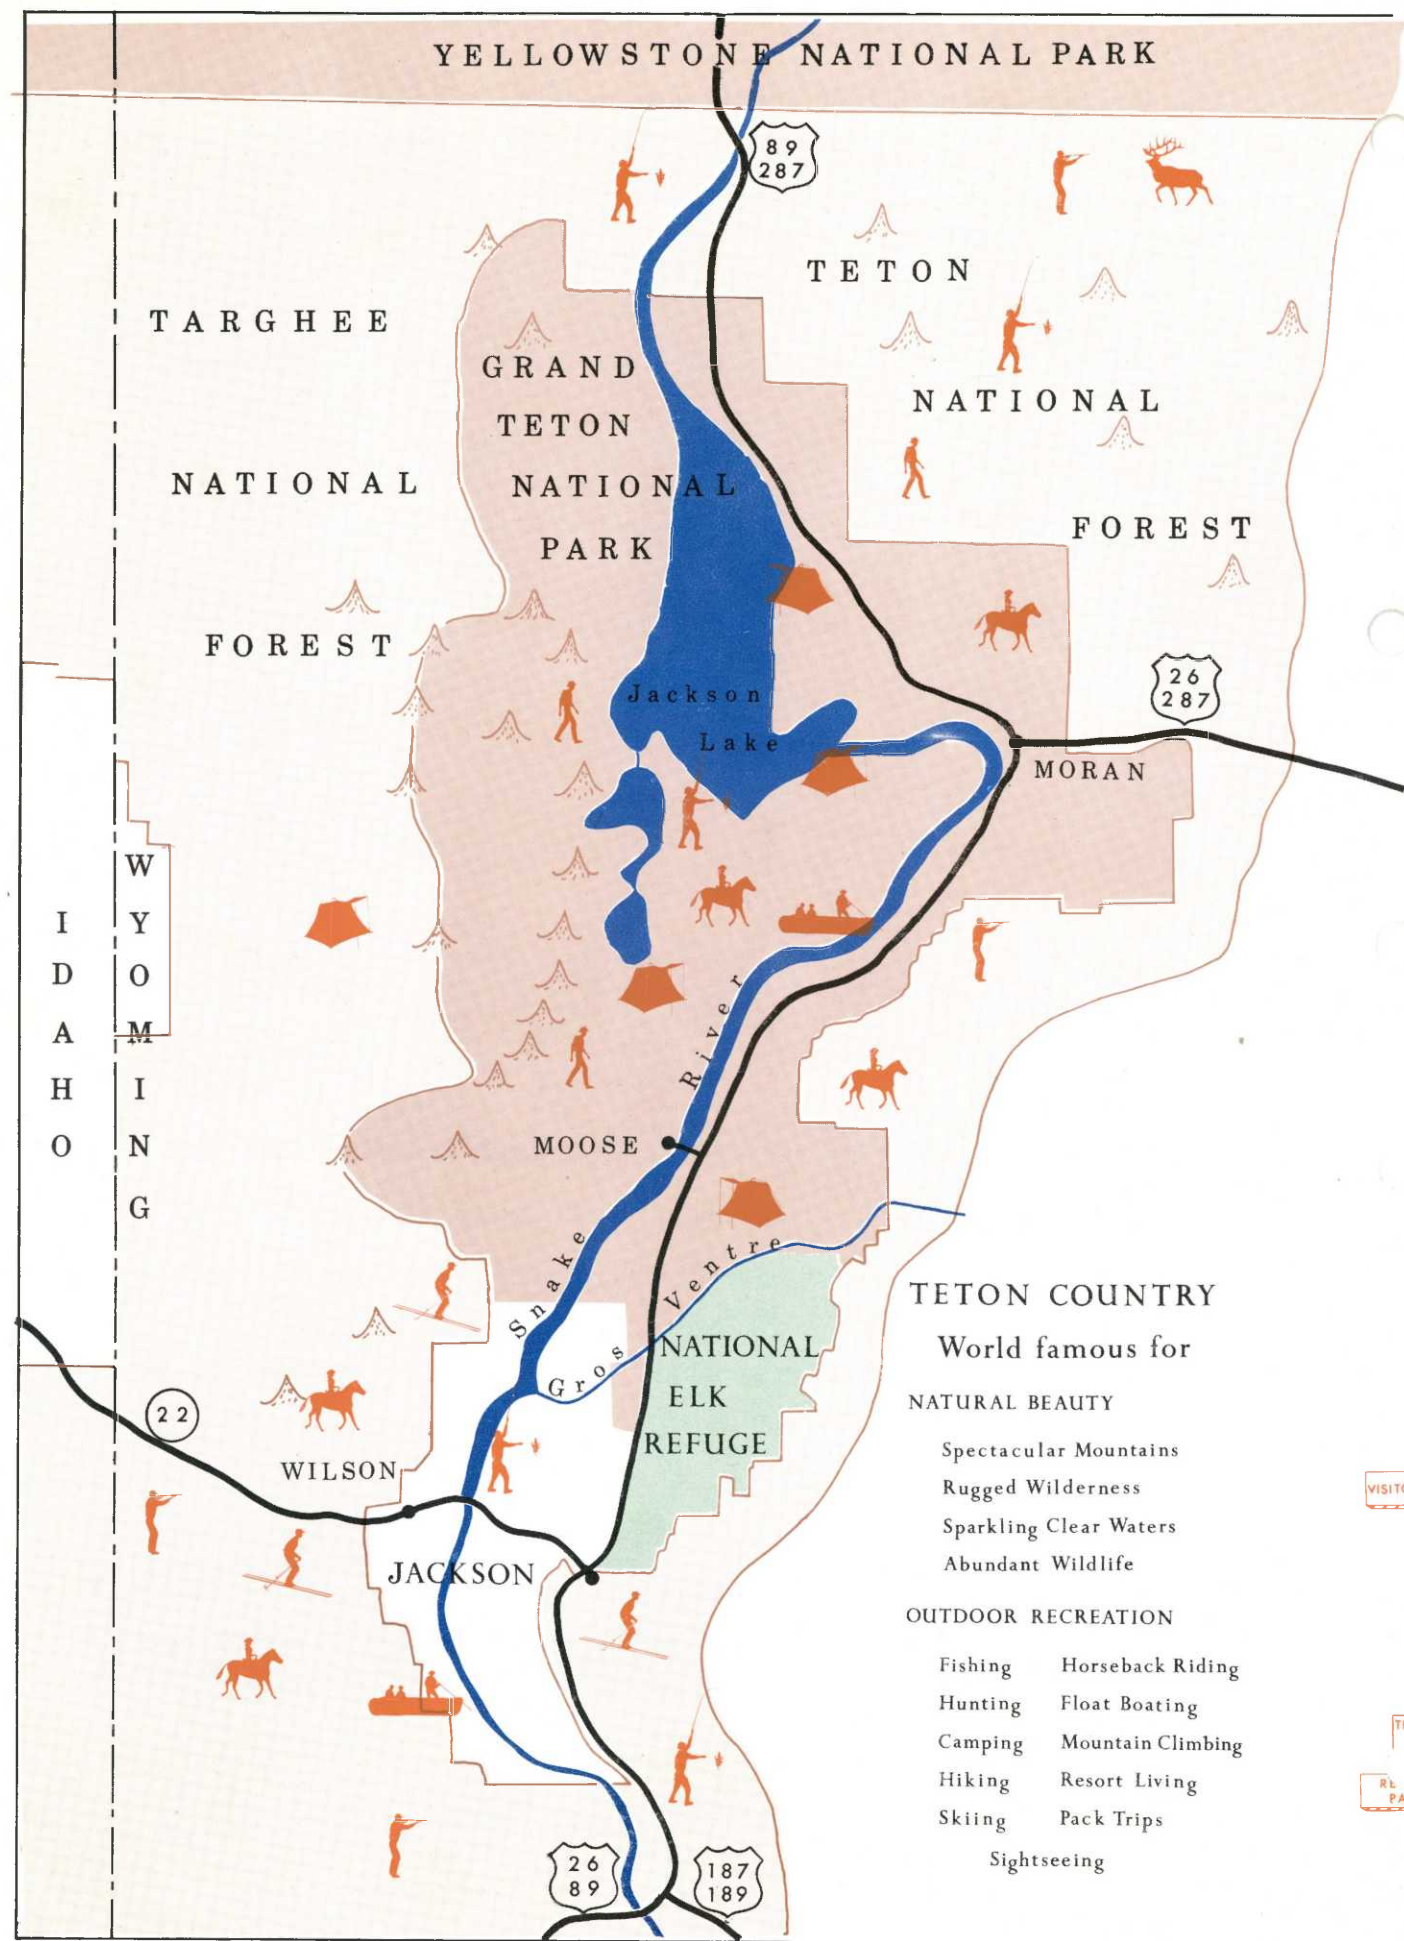 YELLOWSTONE NATIONAL PARK
89
287
TETON
NATIONAL
FOREST
TARGHEE
NATIONAL
FOREST
GRAND
TETON
NATIONAL
PARK
Jackson
Lake
26
287
MORAN
IDAHO
WYOMING
Snake River
MOOSE
Gros Ventre
NATIONAL
ELK
REFUGE
22
WILSON
JACKSON
26
89
187
189
TETON COUNTRY
World famous for
NATURAL BEAUTY
Spectacular Mountains
Rugged Wilderness
Sparkling Clear Waters
Abundant Wildlife
OUTDOOR RECREATION
Fishing Horseback Riding
Hunting Float Boating
Camping Mountain Climbing
Hiking Resort Living
Skiing Pack Trips
Sightseeing